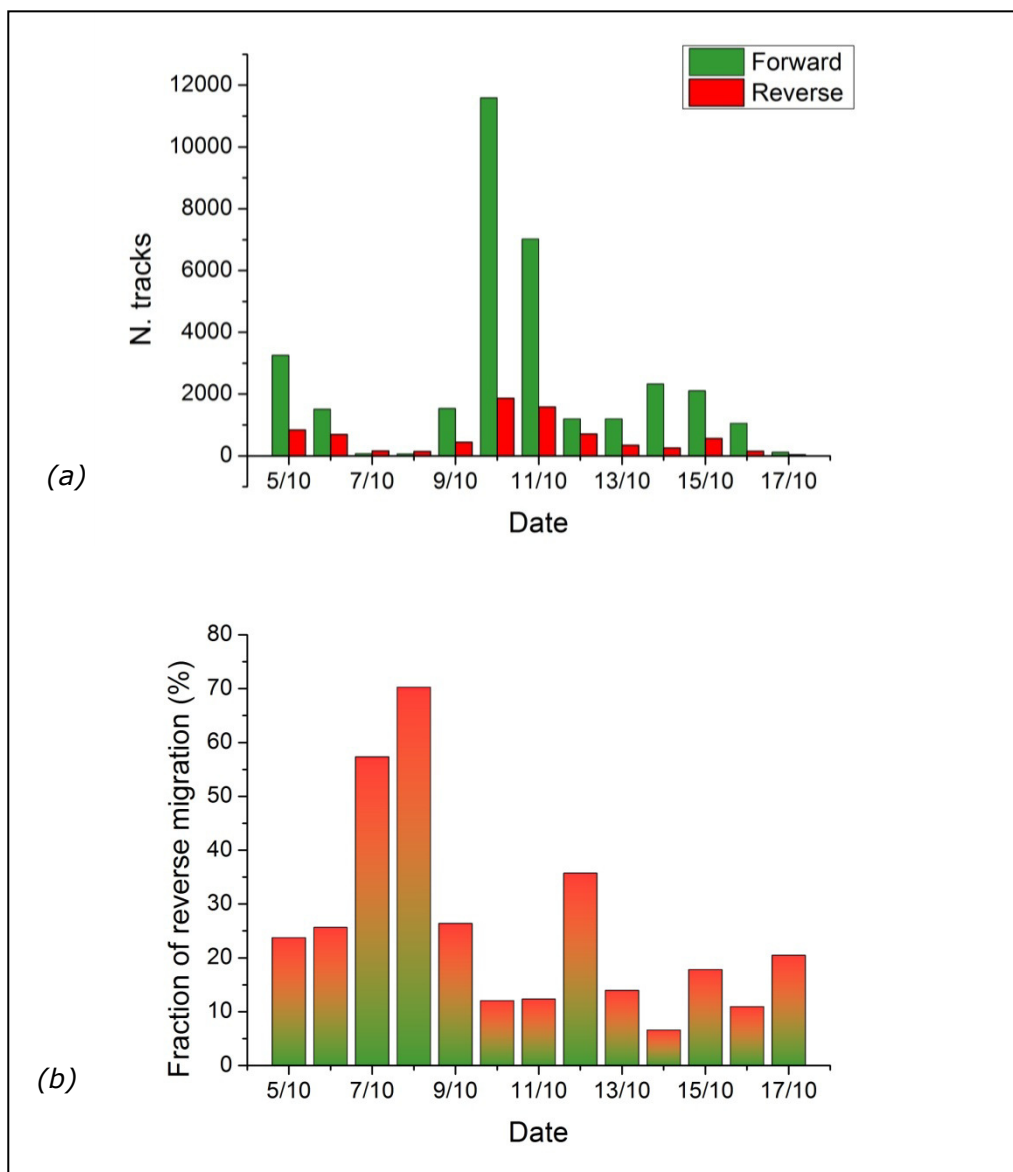 Forward
Reverse
12000
10000
8000
6000
4000
2000
0
N. tracks
(a)
5/10 7/10 9/10 11/10 13/10 15/10 17/10
Date
80
70
60
50
40
30
20
10
0
Fraction of reverse migration (%)
(b)
5/10 7/10 9/10 11/10 13/10 15/10 17/10
Date